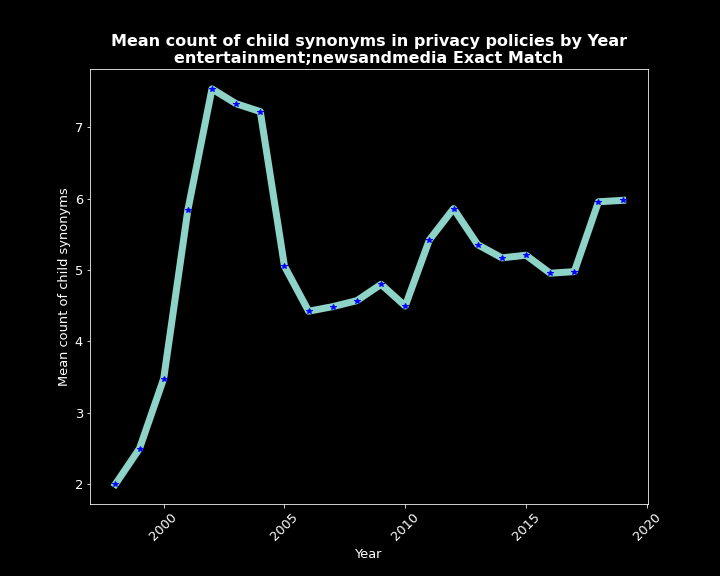 Mean count of child synonyms in privacy policies by Year
entertainment;newsandmedia Exact Match
Mean count of child synonyms
7
6
5
4
3
2
2000
2005
2010
2015
2020
Year